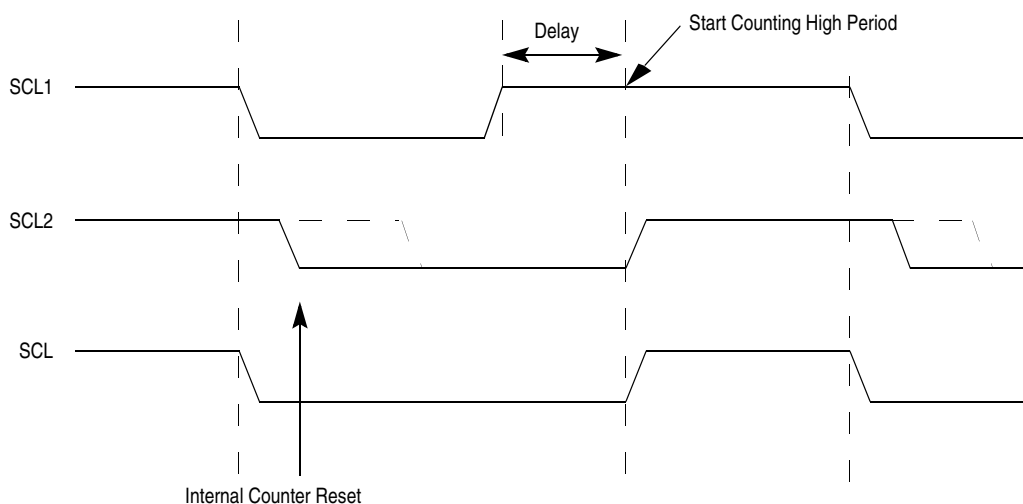 Delay
Start Counting High Period
SCL1
SCL2
SCL
Internal Counter Reset